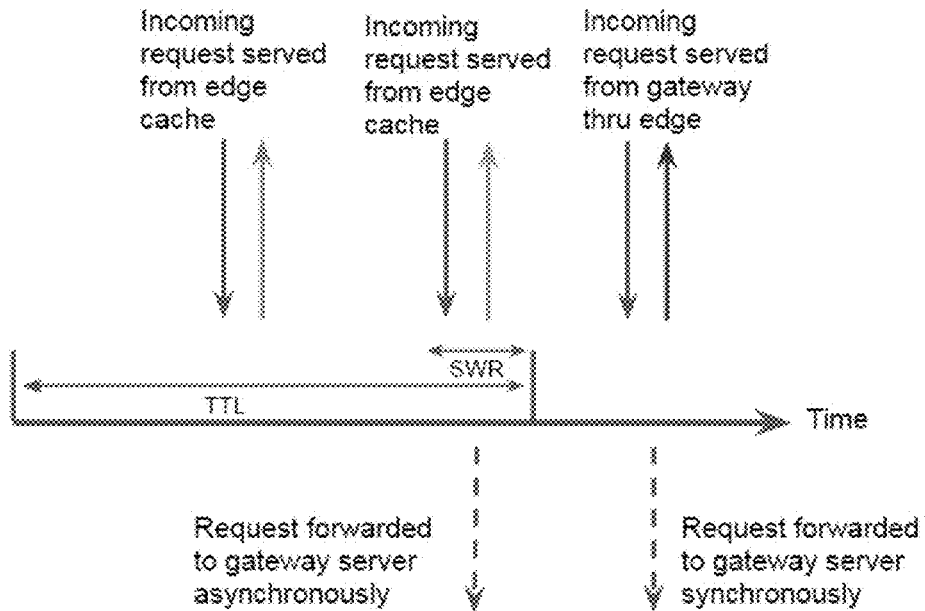 Incoming
request served
from edge
cache
Incoming
request served
from edge
cache
Incoming
request served
from gateway
thru edge
SWR
TTL
Time
Request forwarded
to gateway server
asynchronously
Request forwarded
to gateway server
synchronously